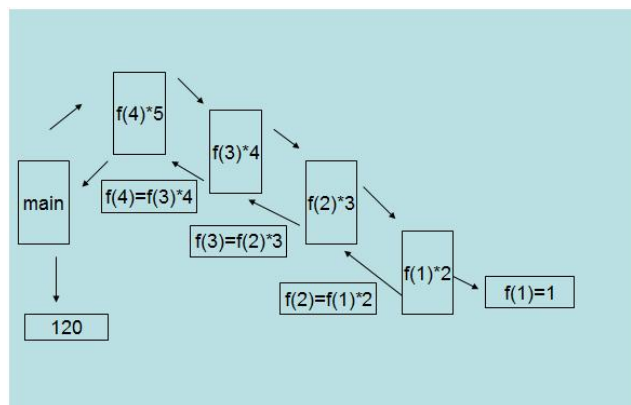 f(4)*5
f(3)*4
main
f(4)=f(3)*4
f(2)*3
f(3)=f(2)*3
f(1)*2
f(2)=f(1)*2
f(1)=1
120